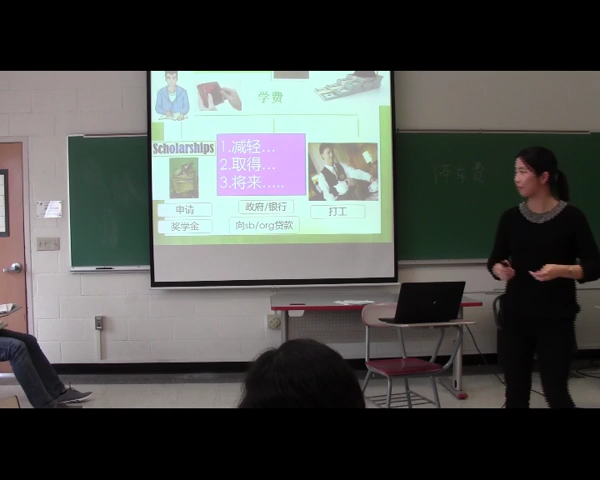 学费
Scholarships
1.减轻...
2.取得...
3.将来.....
申请
奖学金
政府/银行
向sb/org贷款
打工